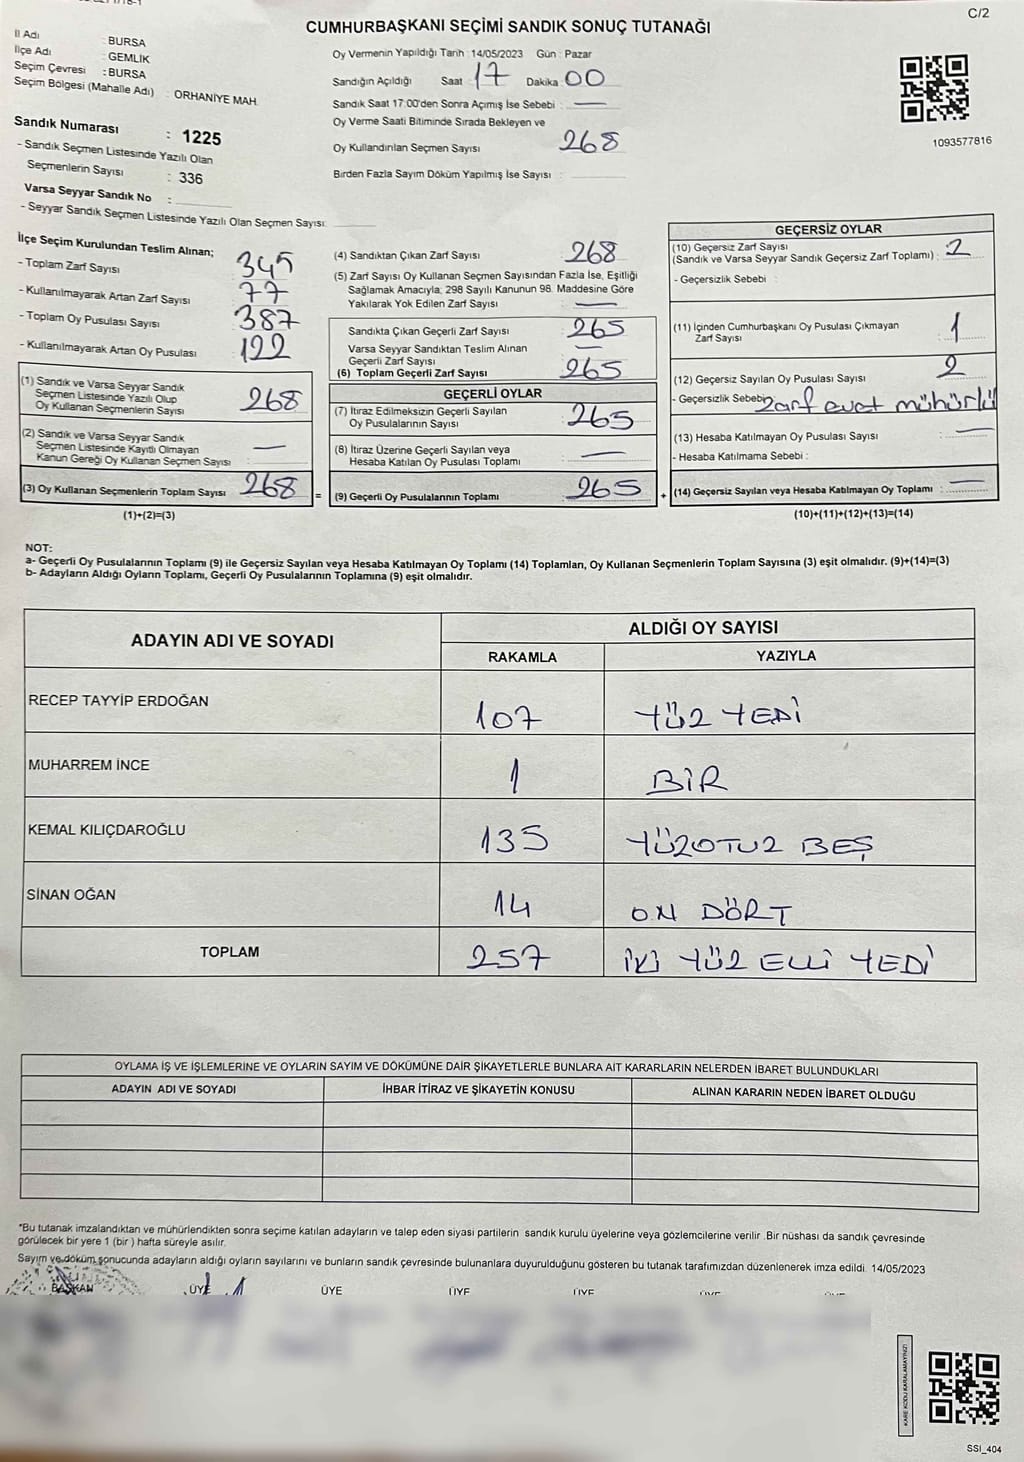 C/2
CUMHURBAŞKANI SEÇİMİ SANDIK SONUÇ TUTANAĞI
İl Adı : BURSA
İlçe Adı : GEMLİK
Seçim Çevresi : BURSA
Seçim Bölgesi (Mahalle Adı) : ORHANİYE MAH.
Sandık Numarası : 1225
- Sandık Seçmen Listesinde Yazılı Olan
Seçmenlerin Sayısı : 336
Varsa Seyyar Sandık No :
- Seyyar Sandık Seçmen Listesinde Yazılı Olan Seçmen Sayısı:
Oy Vermenin Yapıldığı Tarih : 14/05/2023 Gün : Pazar
Sandığın Açıldığı Saat : 17 Dakika : 00
Sandık Saat 17:00'den Sonra Açımış İse Sebebi : —
Oy Verme Saati Bitiminde Sırada Bekleyen ve
Oy Kullandırılan Seçmen Sayısı : 268
Birden Fazla Sayım Döküm Yapılmış İse Sayısı :
1093577816
İlçe Seçim Kurulundan Teslim Alınan;
- Toplam Zarf Sayısı : 345
- Kullanılmayarak Artan Zarf Sayısı : 77
- Toplam Oy Pusulası Sayısı : 387
- Kullanılmayarak Artan Oy Pusulası : 122
(1) Sandık ve Varsa Seyyar Sandık
Seçmen Listesinde Yazılı Olup
Oy Kullanan Seçmenlerin Sayısı : 268
(2) Sandık ve Varsa Seyyar Sandık
Seçmen Listesinde Kayıtlı Olmayan
Kanun Gereği Oy Kullanan Seçmen Sayısı : —
(3) Oy Kullanan Seçmenlerin Toplam Sayısı : 268
(1)+(2)=(3)
=
(4) Sandıktan Çıkan Zarf Sayısı : 268
(5) Zarf Sayısı Oy Kullanan Seçmen Sayısından Fazla İse, Eşitliği
Sağlamak Amacıyla; 298 Sayılı Kanunun 98. Maddesine Göre
Yakılarak Yok Edilen Zarf Sayısı : —
Sandıkta Çıkan Geçerli Zarf Sayısı : 265
Varsa Seyyar Sandıktan Teslim Alınan
Geçerli Zarf Sayısı : —
(6) Toplam Geçerli Zarf Sayısı : 265
GEÇERLİ OYLAR
(7) İtiraz Edilmeksizin Geçerli Sayılan
Oy Pusulalarının Sayısı : 265
(8) İtiraz Üzerine Geçerli Sayılan veya
Hesaba Katılan Oy Pusulası Toplamı : —
(9) Geçerli Oy Pusulalarının Toplamı : 265
+
GEÇERSİZ OYLAR
(10) Geçersiz Zarf Sayısı
(Sandık ve Varsa Seyyar Sandık Geçersiz Zarf Toplamı) : 2
- Geçersizlik Sebebi :
(11) İçinden Cumhurbaşkanı Oy Pusulası Çıkmayan
Zarf Sayısı : 1
(12) Geçersiz Sayılan Oy Pusulası Sayısı : 2
- Geçersizlik Sebebi: Zarf evet mühürlü
(13) Hesaba Katılmayan Oy Pusulası Sayısı : —
- Hesaba Katılmama Sebebi :
(14) Geçersiz Sayılan veya Hesaba Katılmayan Oy Toplamı : —
(10)+(11)+(12)+(13)=(14)
NOT:
a- Geçerli Oy Pusulalarının Toplamı (9) ile Geçersiz Sayılan veya Hesaba Katılmayan Oy Toplamı (14) Toplamları, Oy Kullanan Seçmenlerin Toplam Sayısına (3) eşit olmalıdır. (9)+(14)=(3)
b- Adayların Aldığı Oyların Toplamı, Geçerli Oy Pusulalarının Toplamına (9) eşit olmalıdır.
ADAYIN ADI VE SOYADI ALDIĞI OY SAYISI
RAKAMLA YAZIYLA
RECEP TAYYİP ERDOĞAN 107 YÜZ YEDİ
MUHARREM İNCE 1 BİR
KEMAL KILIÇDAROĞLU 135 YÜZOTUZ BEŞ
SİNAN OĞAN 14 ON DÖRT
TOPLAM 257 İKİ YÜZ ELLİ YEDİ
OYLAMA İŞ VE İŞLEMLERİNE VE OYLARIN SAYIM VE DÖKÜMÜNE DAİR ŞİKAYETLERLE BUNLARA AİT KARARLARIN NELERDEN İBARET BULUNDUKLARI
ADAYIN ADI VE SOYADI İHBAR İTİRAZ VE ŞİKAYETİN KONUSU ALINAN KARARIN NEDEN İBARET OLDUĞU
*Bu tutanak imzalandıktan ve mühürlendikten sonra seçime katılan adayların ve talep eden siyasi partilerin sandık kurulu üyelerine veya gözlemcilerine verilir .Bir nüshası da sandık çevresinde
görülecek bir yere 1 (bir ) hafta süreyle asılır.
Sayım ve döküm sonucunda adayların aldığı oyların sayılarını ve bunların sandık çevresinde bulunanlara duyurulduğunu gösteren bu tutanak tarafımızdan düzenlenerek imza edildi. 14/05/2023
BAŞKAN ÜYE ÜYE ÜYE ÜYE ÜYE ÜYE
KARE KODU KARALAMAYINIZ!
SSI_404